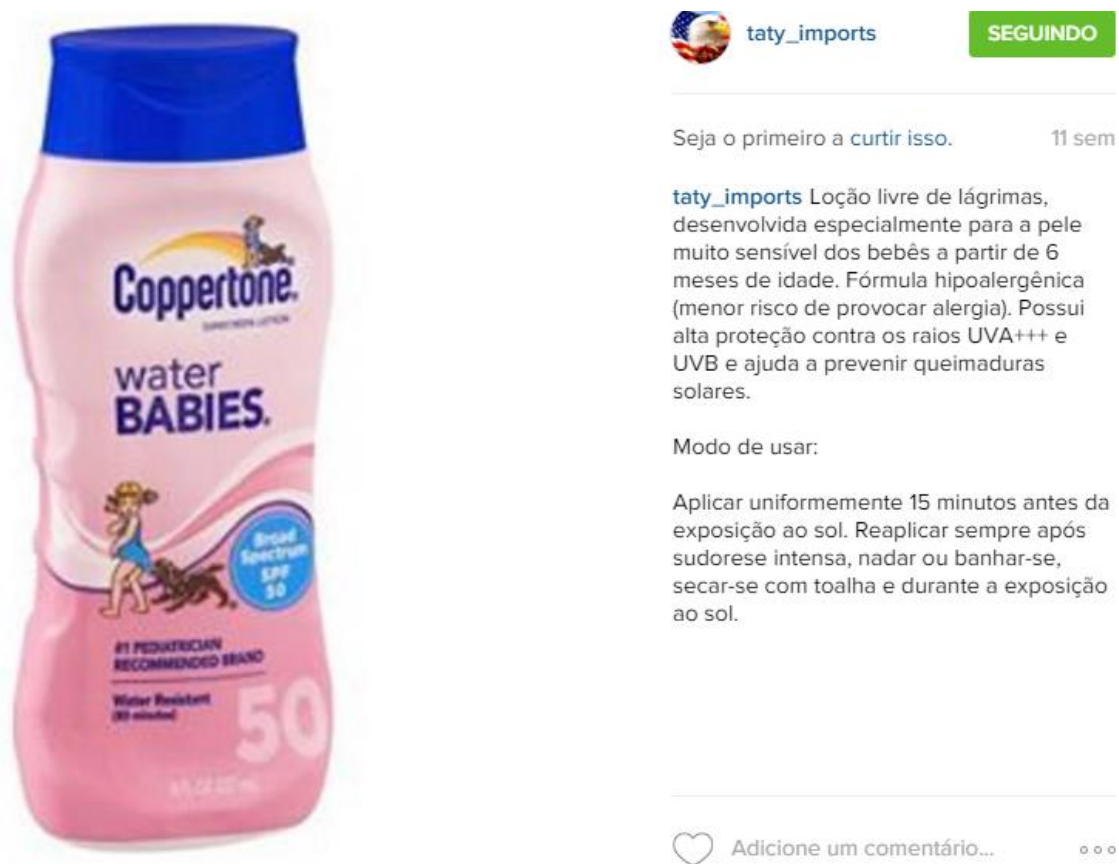 Coppertone
SUNSCREEN LOTION
water
BABIES
Broad
Spectrum
SPF
50
#1 PEDIATRICIAN
RECOMMENDED BRAND
Water Resistant
(80 minutes)
50
taty_imports
SEGUINDO
Seja o primeiro a curtir isso. 11 sem
taty_imports Loção livre de lágrimas,
desenvolvida especialmente para a pele
muito sensível dos bebês a partir de 6
meses de idade. Fórmula hipoalergênica
(menor risco de provocar alergia). Possui
alta proteção contra os raios UVA+++ e
UVB e ajuda a prevenir queimaduras
solares.
Modo de usar:
Aplicar uniformemente 15 minutos antes da
exposição ao sol. Reaplicar sempre após
sudorese intensa, nadar ou banhar-se,
secar-se com toalha e durante a exposição
ao sol.
Adicione um comentário...